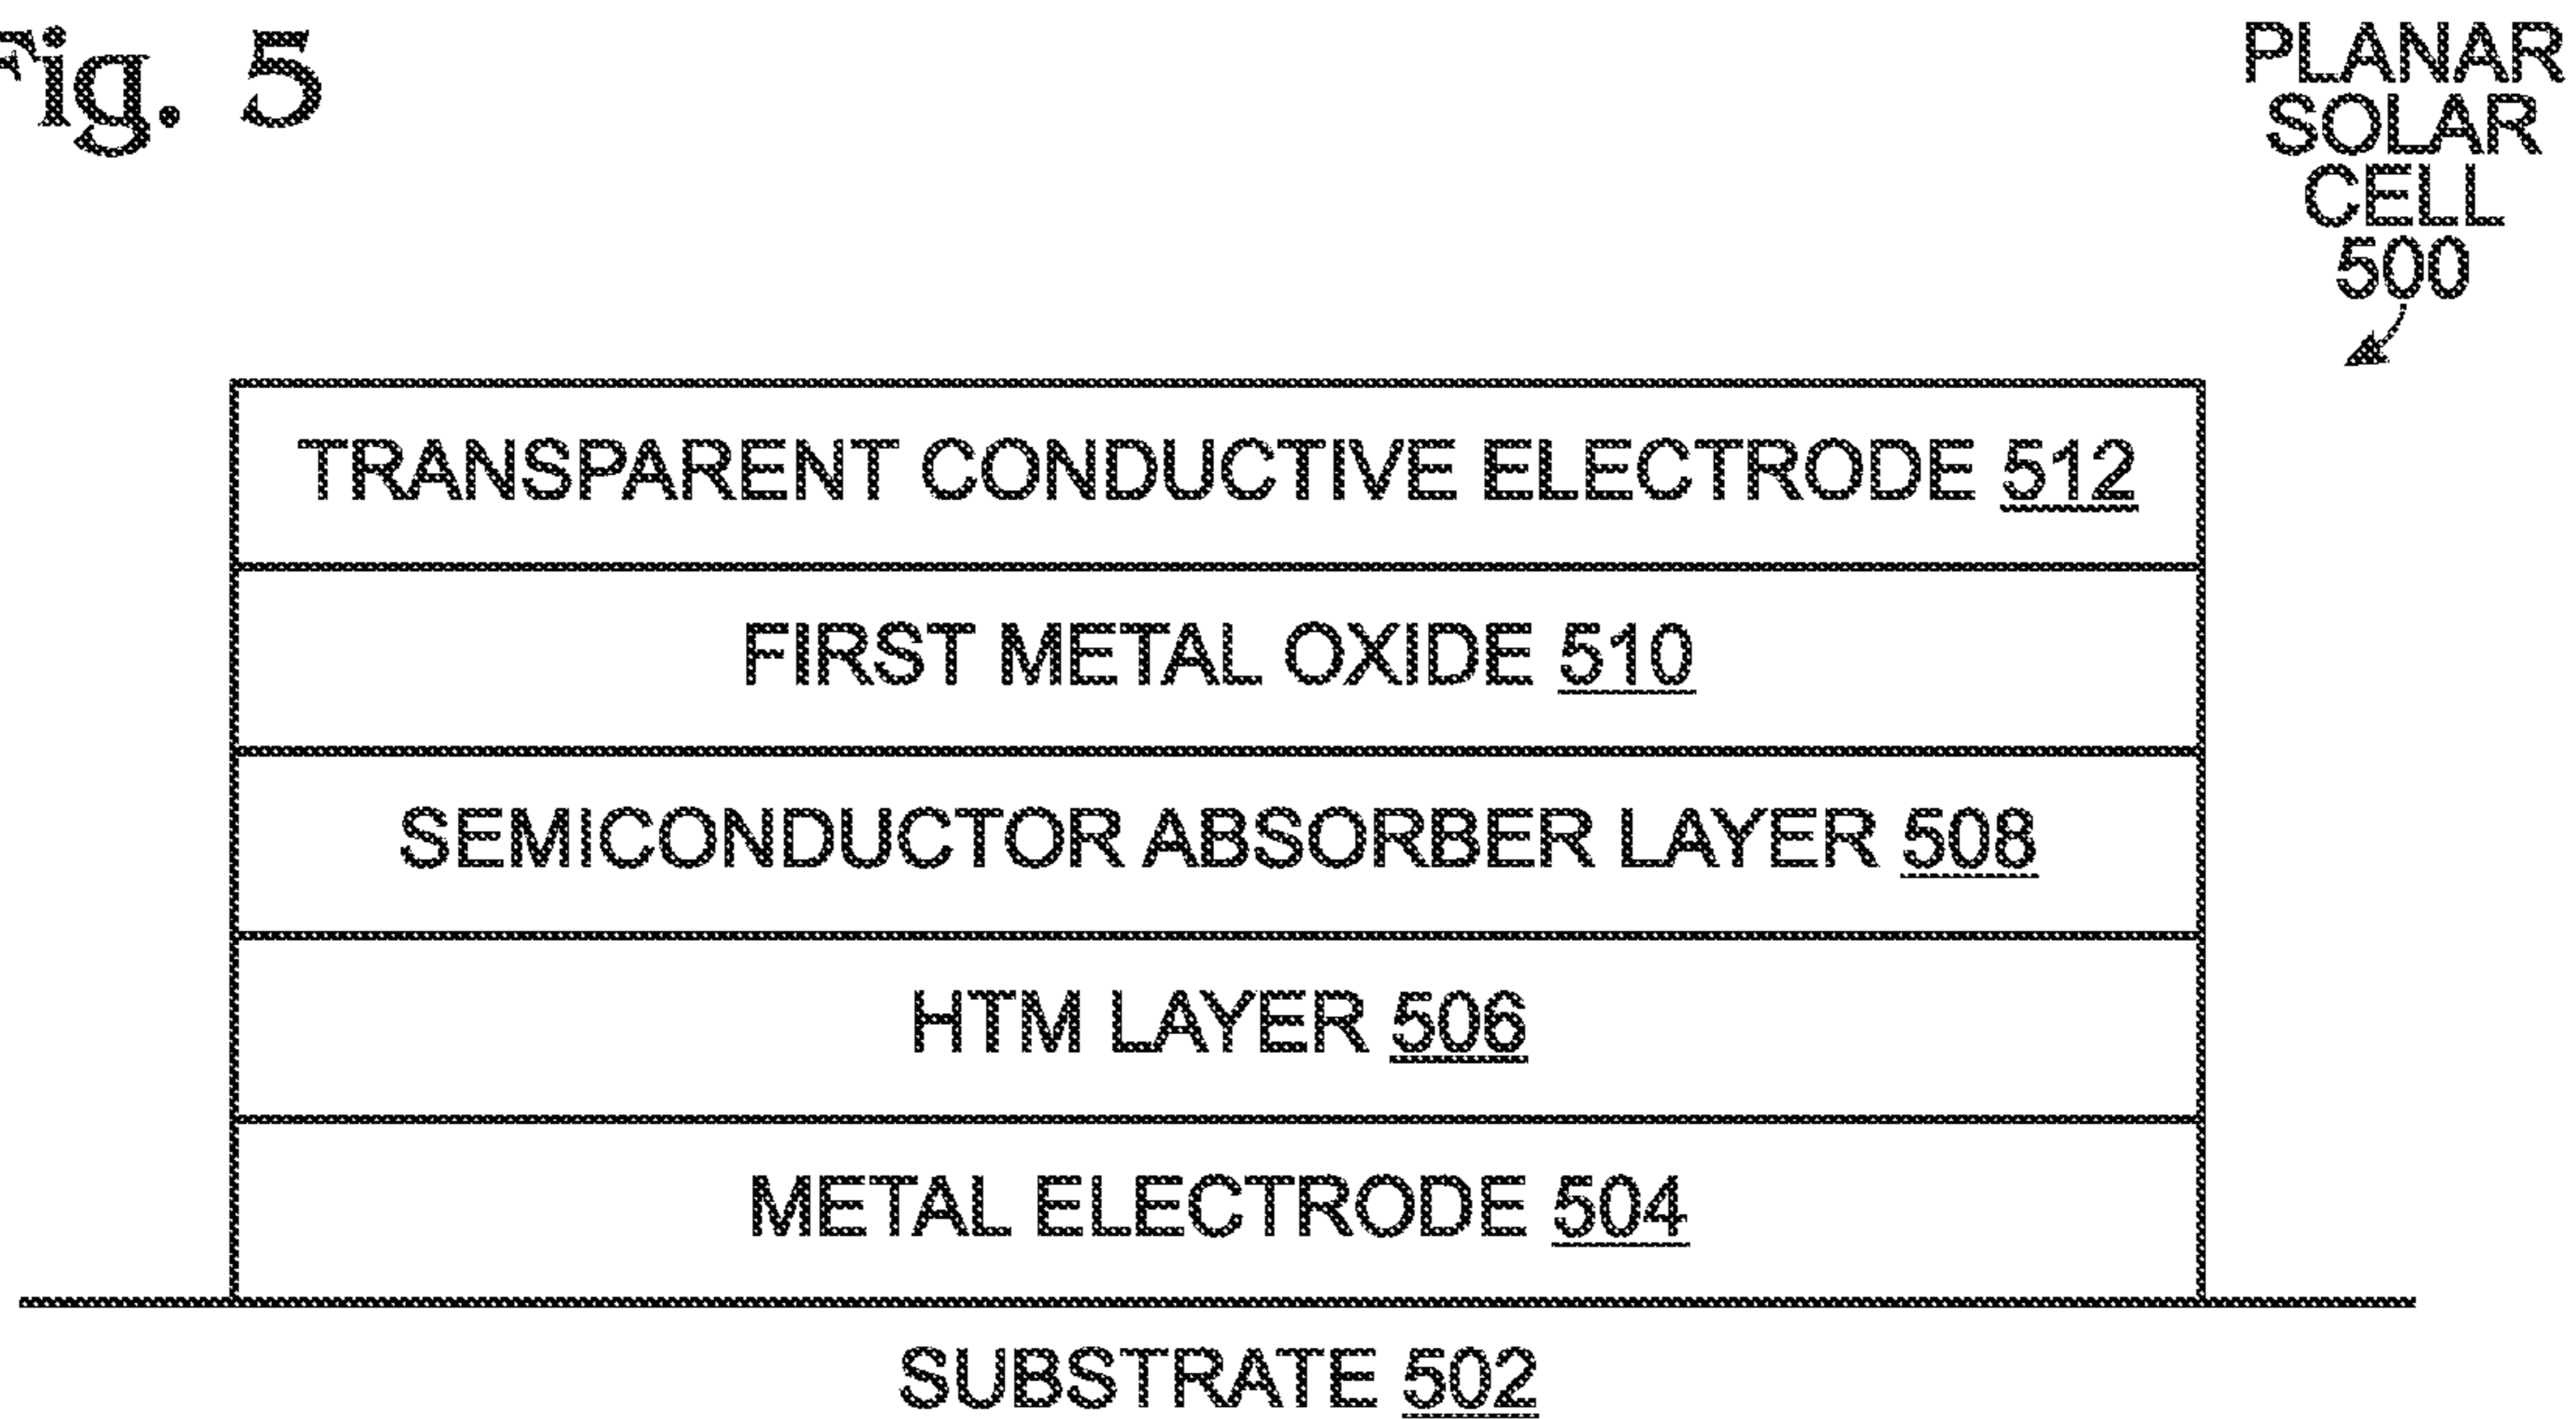 Fig. 5
PLANAR
SOLAR
CELL
500
TRANSPARENT CONDUCTIVE ELECTRODE 512
FIRST METAL OXIDE 510
SEMICONDUCTOR ABSORBER LAYER 508
HTM LAYER 506
METAL ELECTRODE 504
SUBSTRATE 502